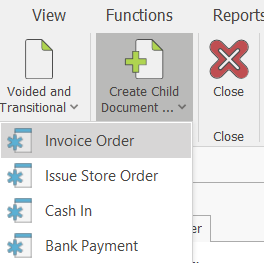 View Functions Reports
Voided and Transitional
Create Child Document ...
Close
Close
Invoice Order
Issue Store Order
Cash In
Bank Payment